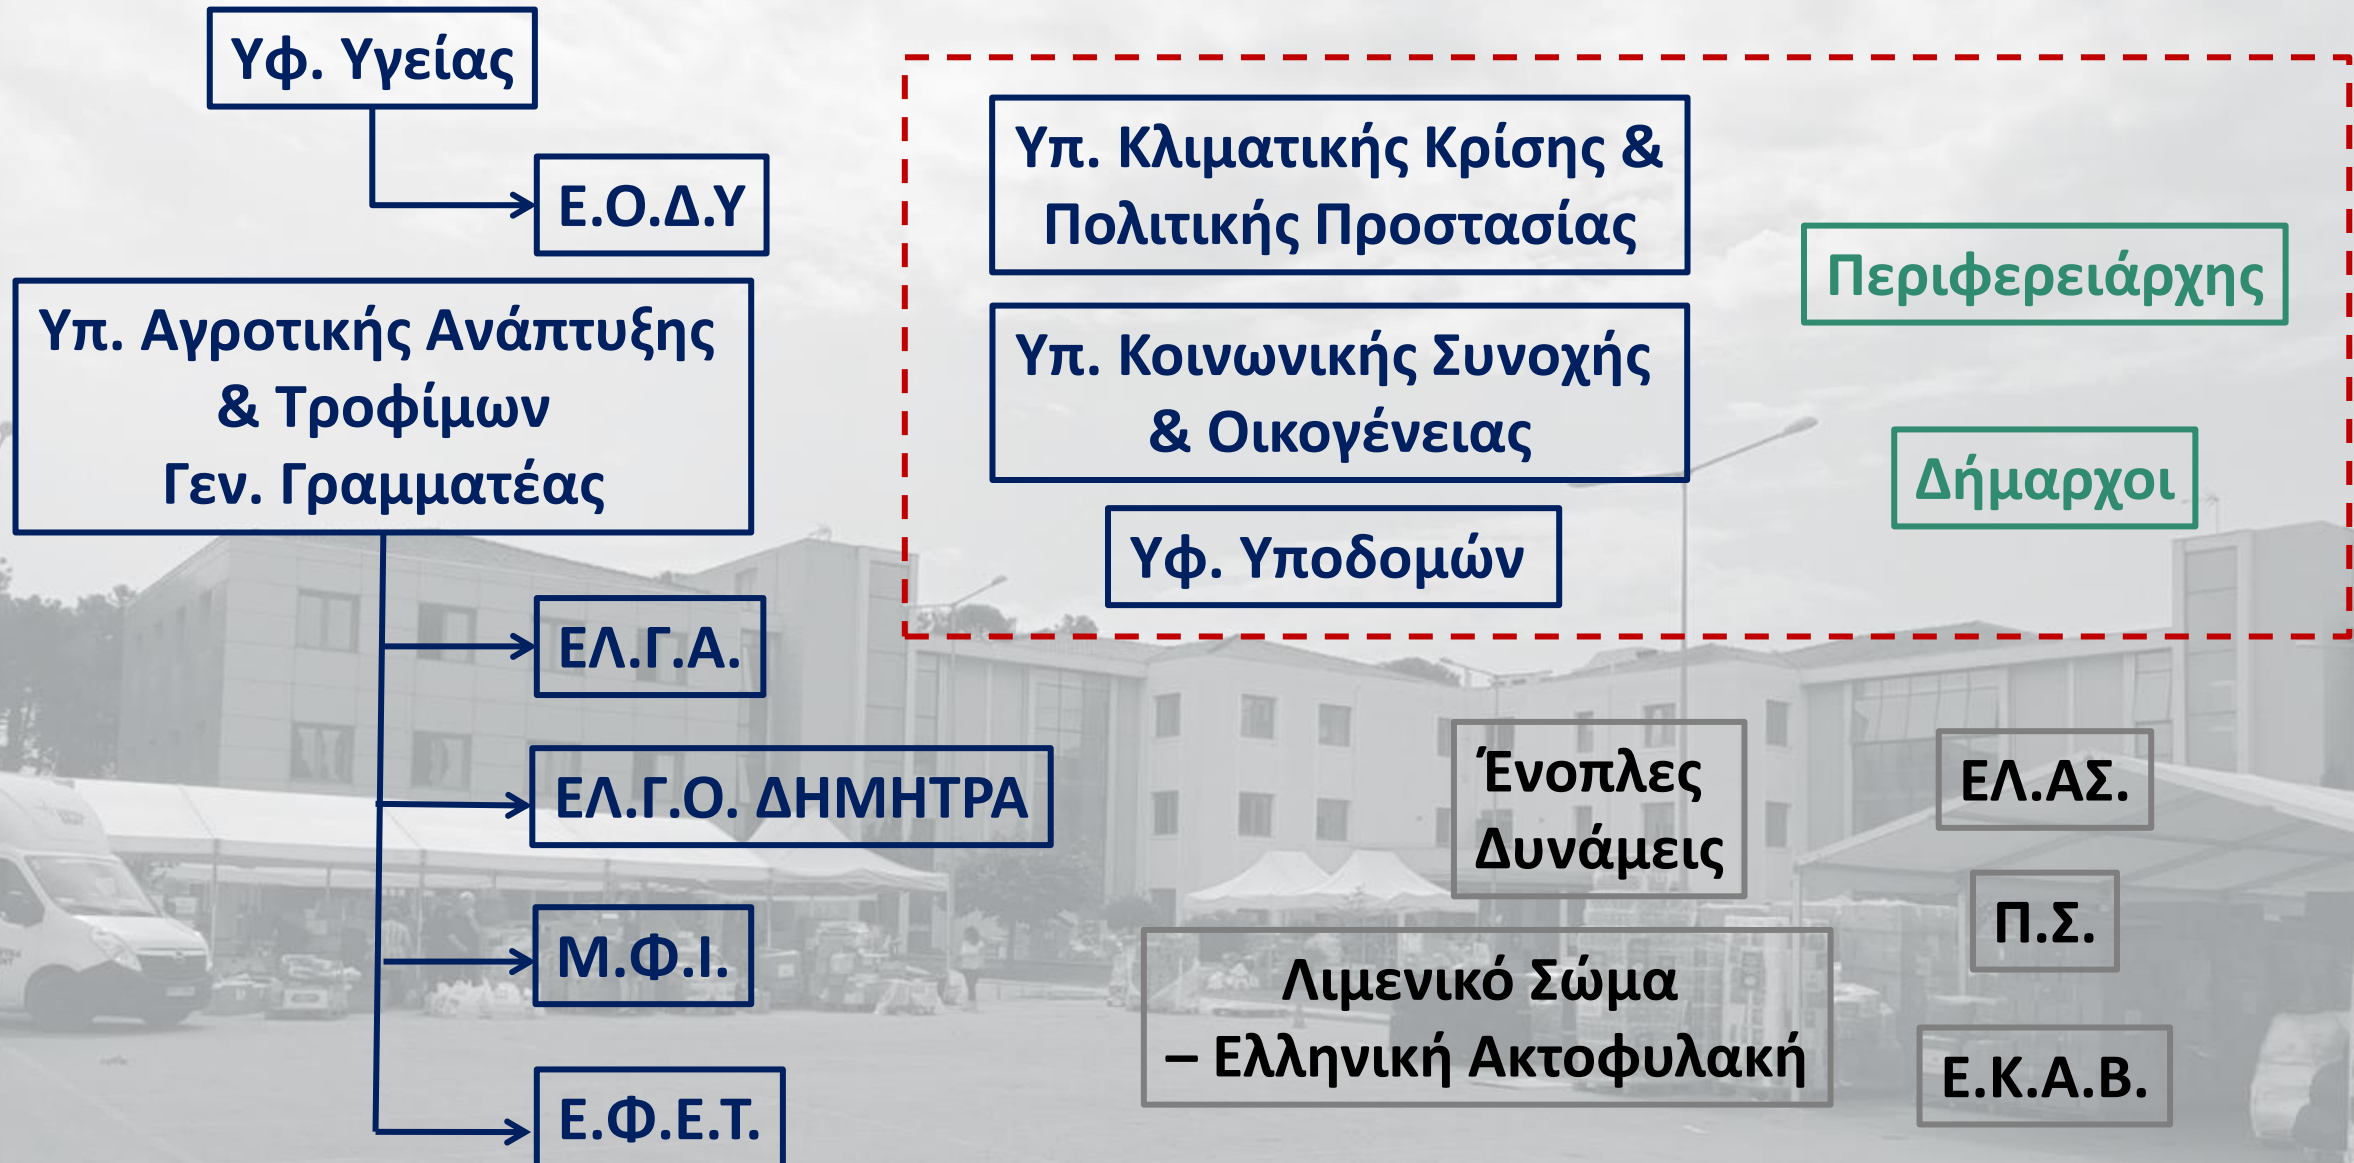 Υφ. Υγείας
Ε.Ο.Δ.Υ
Υπ. Αγροτικής Ανάπτυξης
& Τροφίμων
Γεν. Γραμματέας
ΕΛ.Γ.Α.
ΕΛ.Γ.Ο. ΔΗΜΗΤΡΑ
Μ.Φ.Ι.
Ε.Φ.Ε.Τ.
Υπ. Κλιματικής Κρίσης &
Πολιτικής Προστασίας
Υπ. Κοινωνικής Συνοχής
& Οικογένειας
Υφ. Υποδομών
Περιφερειάρχης
Δήμαρχοι
Ένοπλες
Δυνάμεις
Λιμενικό Σώμα
– Ελληνική Ακτοφυλακή
ΕΛ.ΑΣ.
Π.Σ.
Ε.Κ.Α.Β.